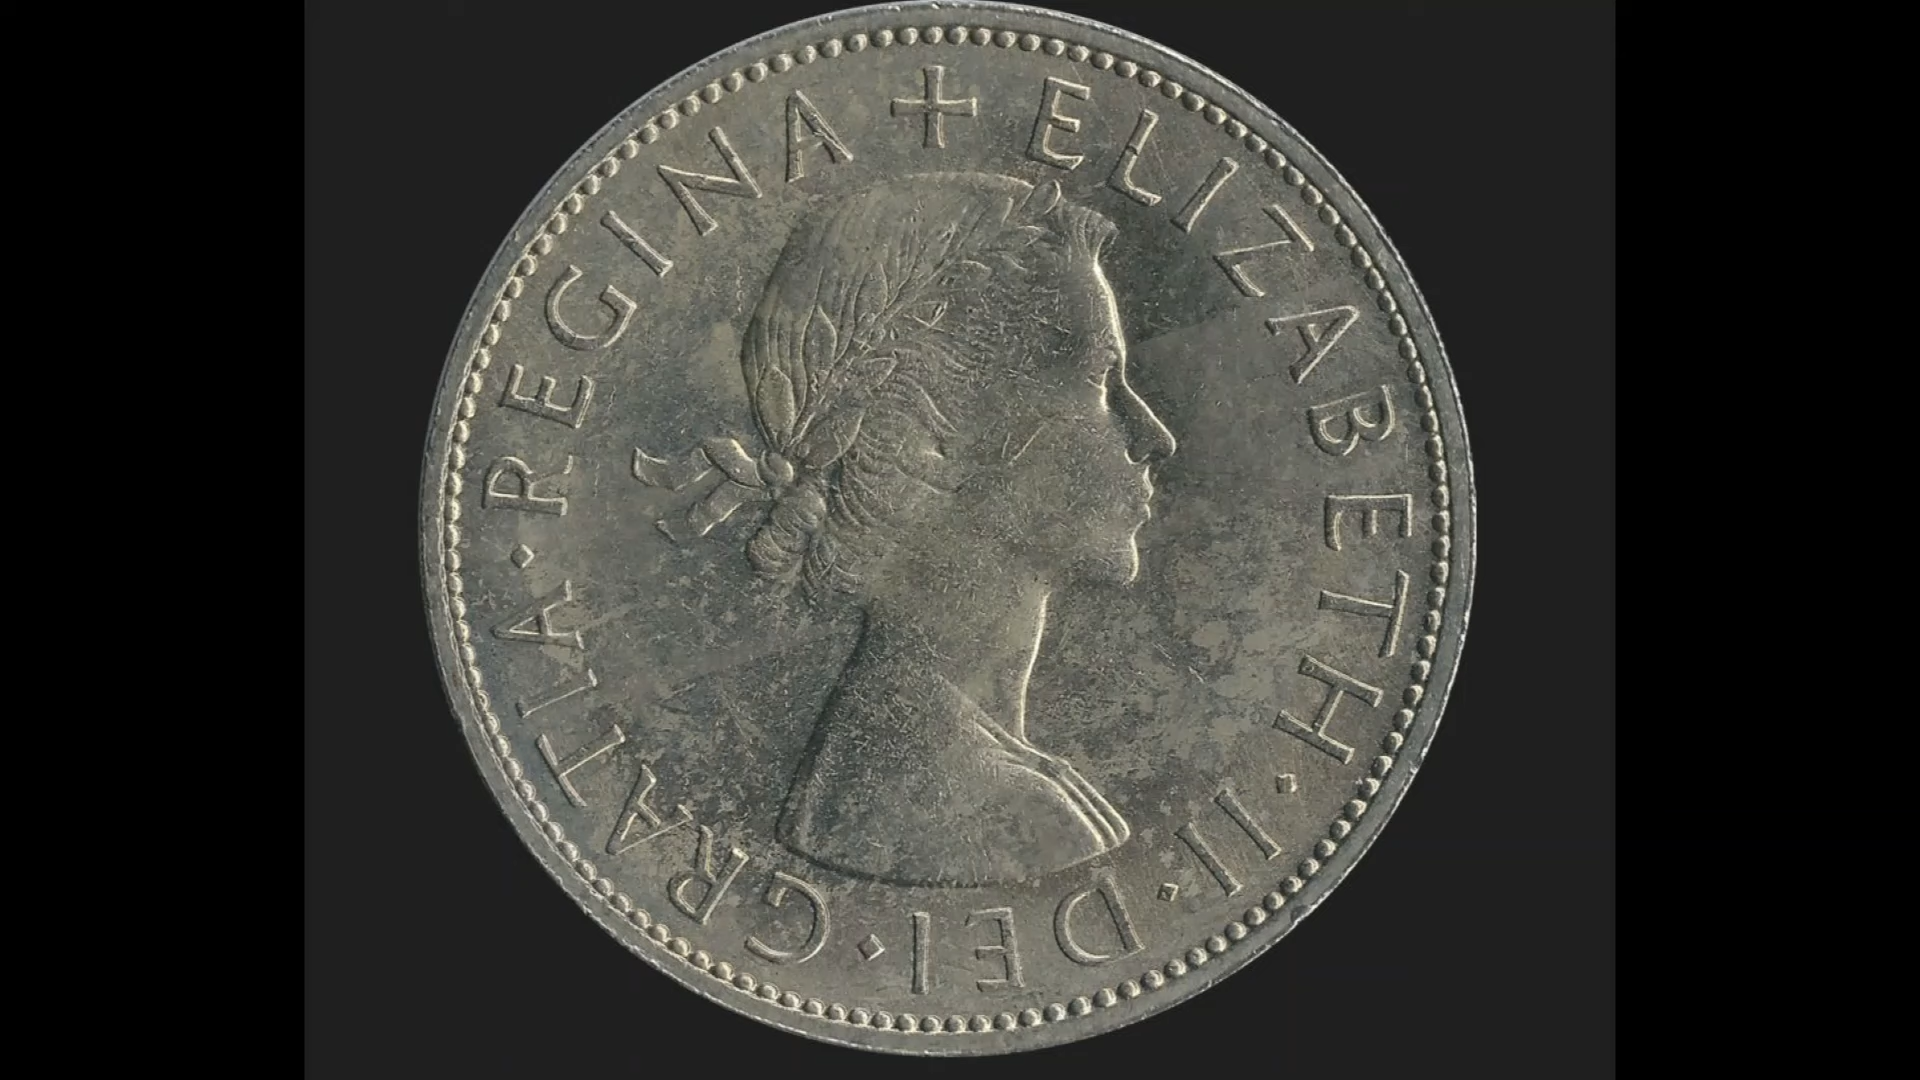 + ELIZABETH · II · DEI · GRATIA · REGINA